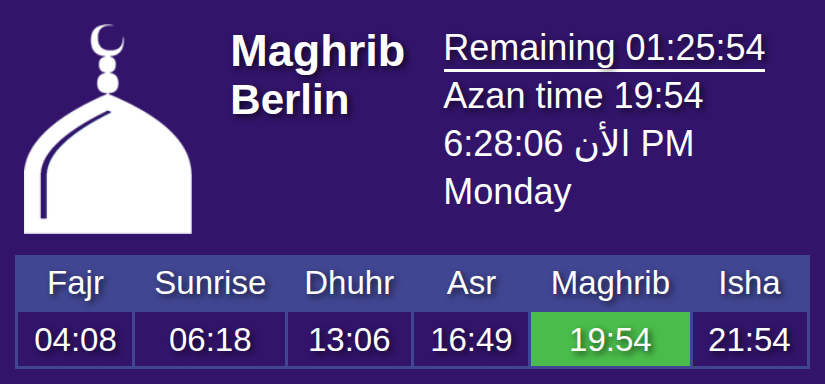 Maghrib
Berlin
Remaining 01:25:54
Azan time 19:54
6:28:06 الأن PM
Monday
Fajr Sunrise Dhuhr Asr Maghrib Isha
04:08 06:18 13:06 16:49 19:54 21:54